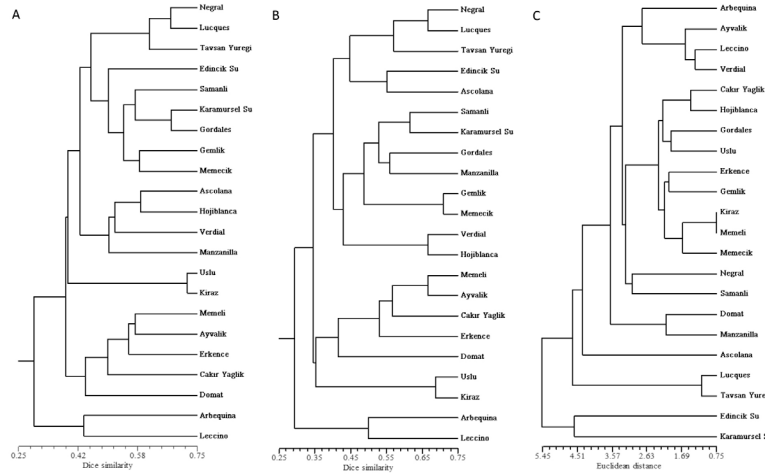 A
Negral
Lucques
Tavsan Yuregi
Edincik Su
Samanli
Karamursel Su
Gordales
Gemlik
Memecik
Ascolana
Hojiblanca
Verdial
Manzanilla
Uslu
Kiraz
Memeli
Ayvalik
Erkence
Cakır Yaglik
Domat
Arbequina
Leccino
0.25 0.42 0.58 0.75
Dice similarity
B
Negral
Lucques
Tavsan Yuregi
Edincik Su
Ascolana
Samanli
Karamursel Su
Gordales
Manzanilla
Gemlik
Memecik
Verdial
Hojiblanca
Memeli
Ayvalik
Cakır Yaglik
Erkence
Domat
Uslu
Kiraz
Arbequina
Leccino
0.25 0.35 0.45 0.55 0.65 0.75
Dice similarity
C
Arbequina
Ayvalik
Leccino
Verdial
Cakır Yaglik
Hojiblanca
Gordales
Uslu
Erkence
Gemlik
Kiraz
Memeli
Memecik
Negral
Samanli
Domat
Manzanilla
Ascolana
Lucques
Tavsan Yure
Edincik Su
Karamursel S
5.45 4.51 3.57 2.63 1.69 0.75
Euclidean distance